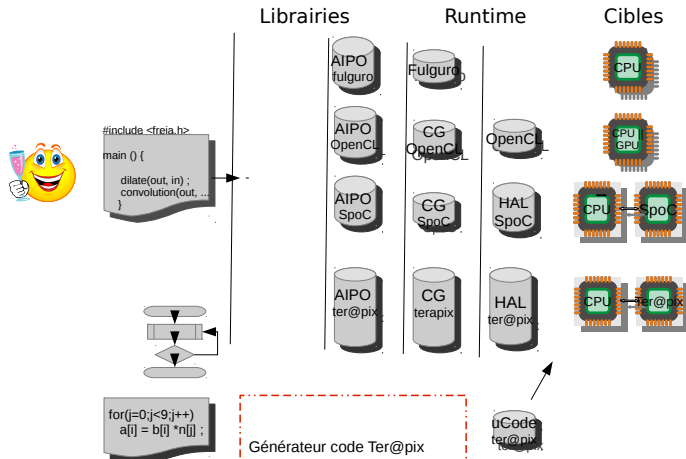 Librairies
Runtime
Cibles
AIPO
fulguro
Fulguro
CPU
#include <freia.h>
main () {
dilate(out, in) ;
convolution(out, ...
}
AIPO
OpenCL
CG
OpenCL
OpenCL
CPU
GPU
AIPO
SpoC
CG
SpoC
HAL
SpoC
CPU
SpoC
AIPO
ter@pix
CG
terapix
HAL
ter@pix
CPU
Ter@pix
for(j=0;j<9;j++)
a[i] = b[i] *n[j] ;
Générateur code Ter@pix
uCode
ter@pix